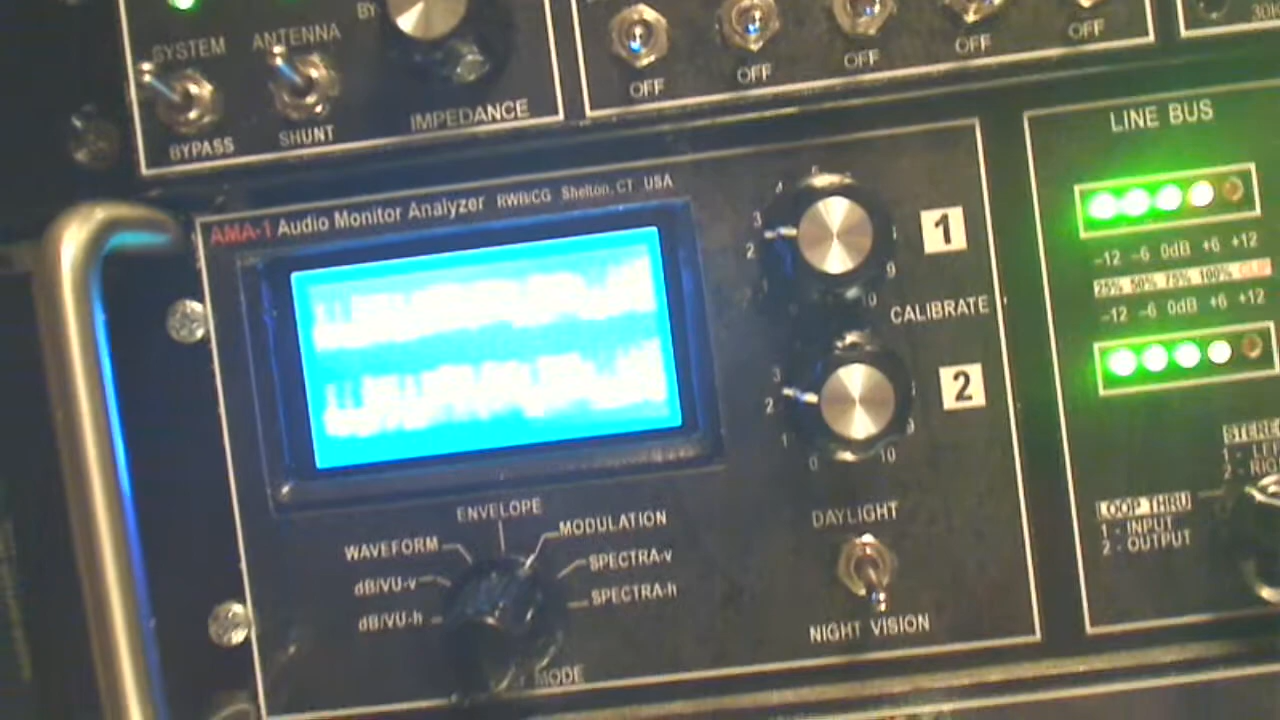 BY
SYSTEM ANTENNA
BYPASS SHUNT IMPEDANCE
OFF OFF OFF OFF OFF
30K
AMA-1 Audio Monitor Analyzer RWB/CG Shelton, CT USA
LINE BUS
4 5
3
2
9
10
1
CALIBRATE
-12 -6 0dB +6 +12
25% 50% 75% 100% CLIP
-12 -6 0dB +6 +12
3
2
1
0
9
10
2
STEREO
1 - LEFT
2 - RIGHT
LOOP THRU
1 - INPUT
2 - OUTPUT
ENVELOPE
WAVEFORM MODULATION
dB/VU-v SPECTRA-v
dB/VU-h SPECTRA-h
MODE
DAYLIGHT
NIGHT VISION